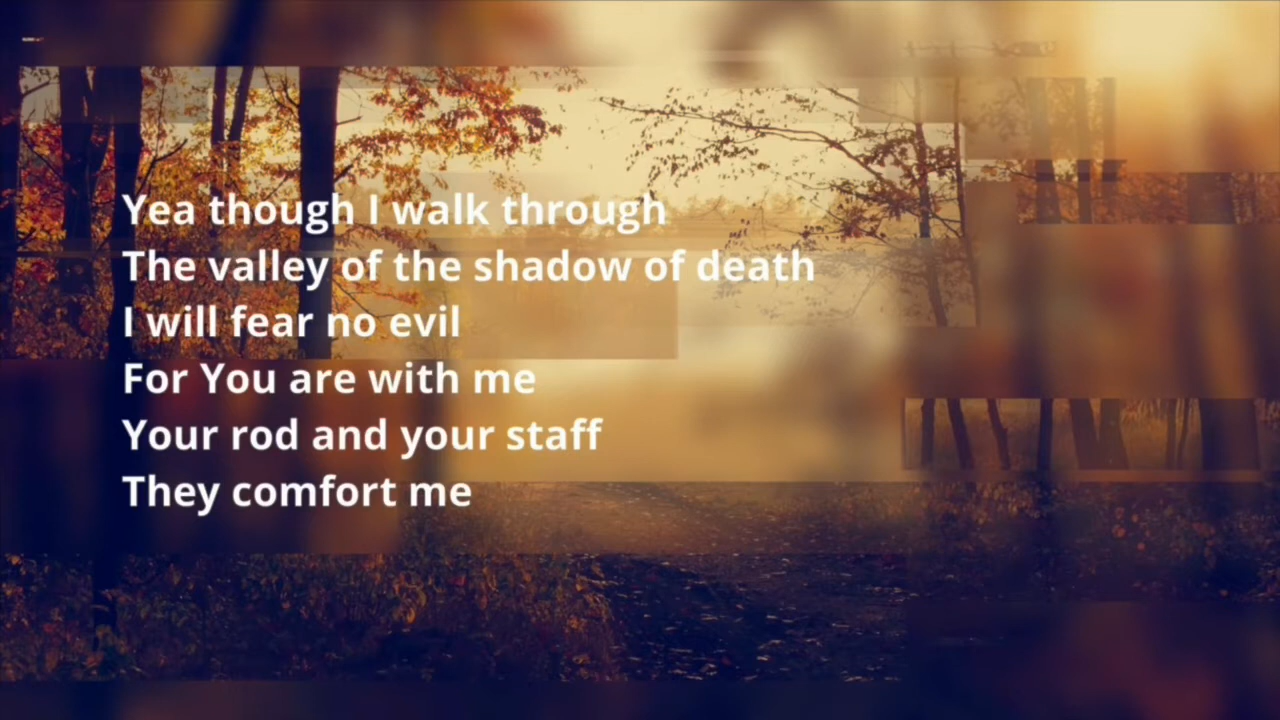 Yea though I walk through
The valley of the shadow of death
I will fear no evil
For You are with me
Your rod and your staff
They comfort me